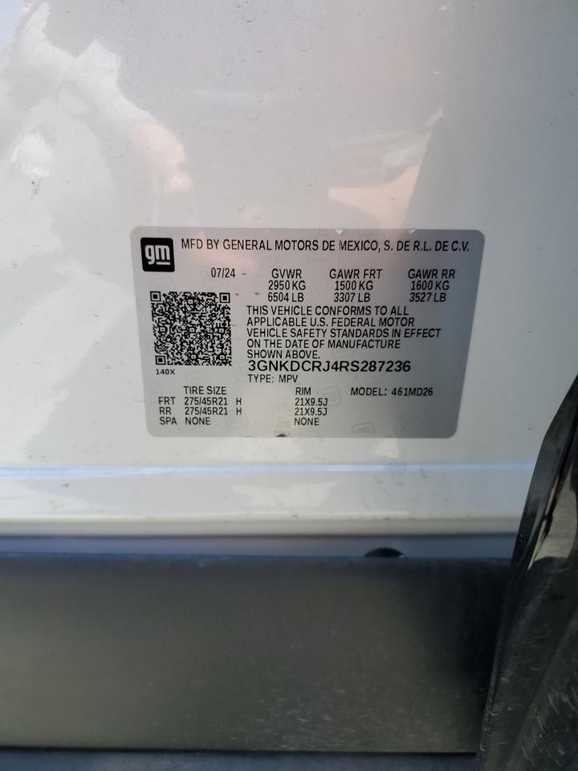 gm MFD BY GENERAL MOTORS DE MEXICO, S. DE R.L. DE C.V.
07/24 GVWR GAWR FRT GAWR RR
2950 KG 1500 KG 1600 KG
6504 LB 3307 LB 3527 LB
THIS VEHICLE CONFORMS TO ALL
APPLICABLE U.S. FEDERAL MOTOR
VEHICLE SAFETY STANDARDS IN EFFECT
ON THE DATE OF MANUFACTURE
SHOWN ABOVE.
3GNKDCRJ4RS287236
140X
TYPE: MPV MODEL: 461MD26
TIRE SIZE RIM
FRT 275/45R21 H 21X9.5J
RR 275/45R21 H 21X9.5J
SPA NONE NONE